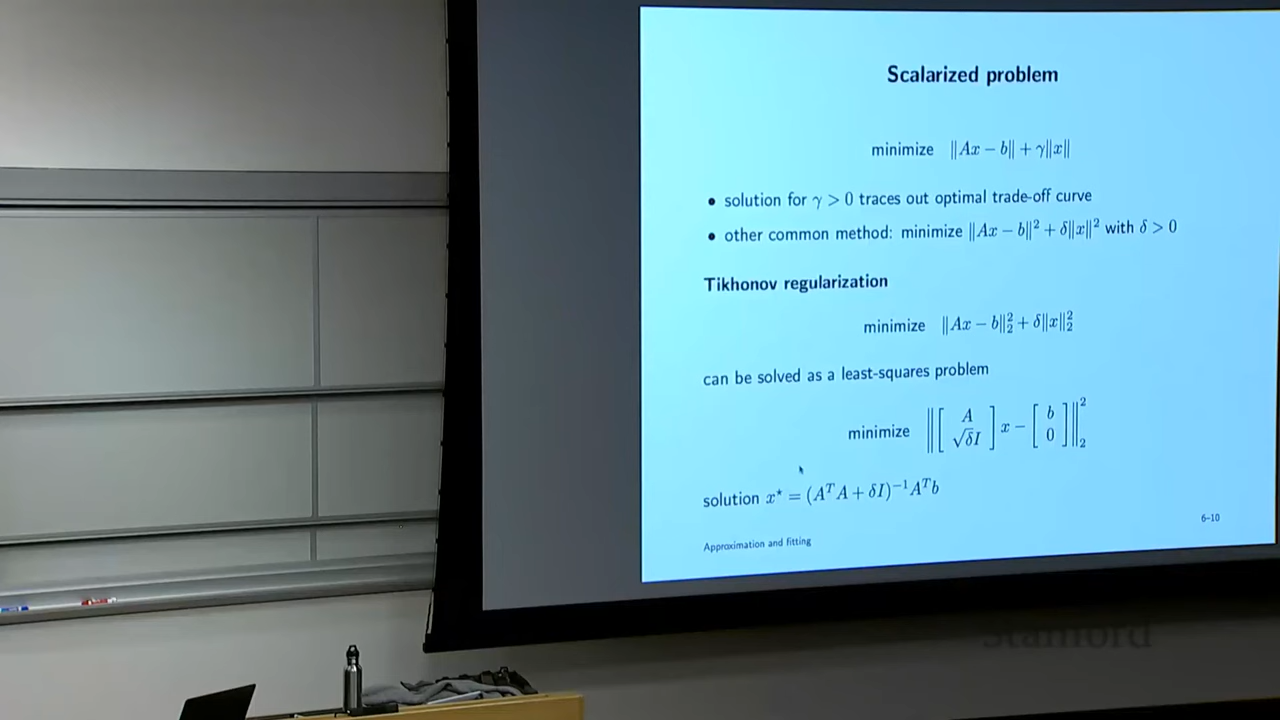 Scalarized problem
minimize ‖Ax − b‖ + γ‖x‖
• solution for γ > 0 traces out optimal trade-off curve
• other common method: minimize ‖Ax − b‖² + δ‖x‖² with δ > 0
Tikhonov regularization
minimize ‖Ax − b‖₂² + δ‖x‖₂²
can be solved as a least-squares problem
minimize ‖[ A √δI ] x − [ b 0 ]‖₂²
solution x⋆ = (AᵀA + δI)⁻¹Aᵀb
6–10
Approximation and fitting
Stanford